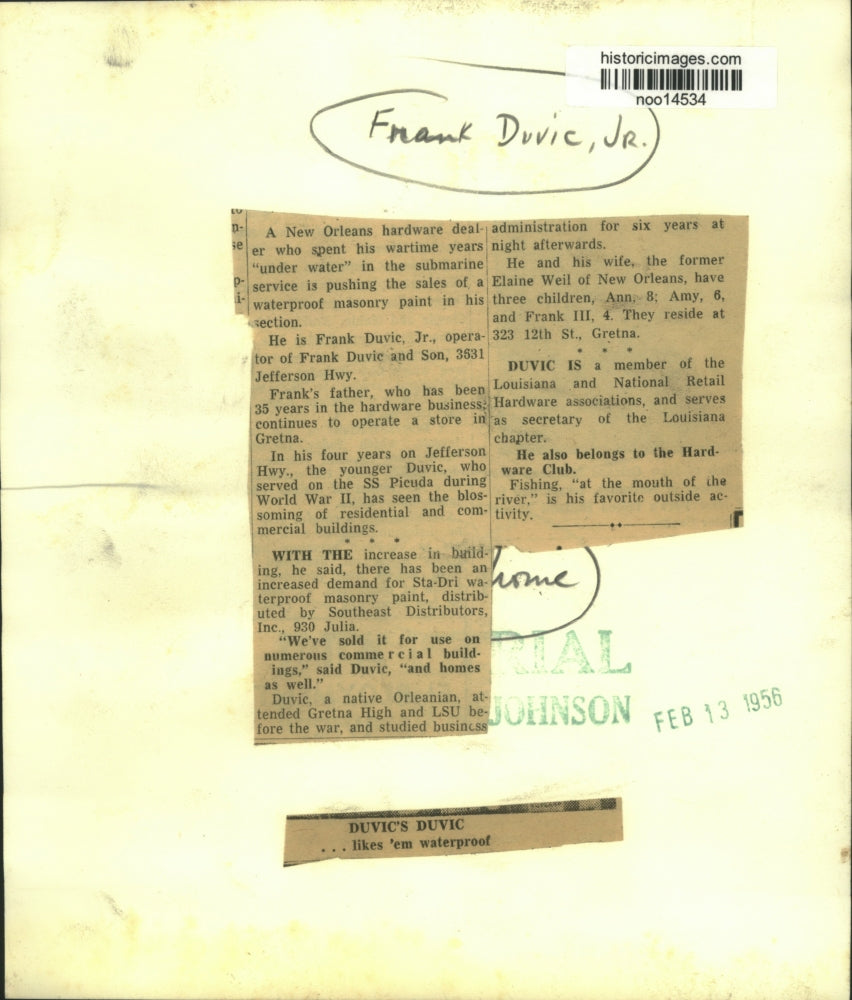 historicimages.com
noo14534
Frank Duvic, Jr.
to
p-
se
p-
i-
A New Orleans hardware deal-
er who spent his wartime years
“under water” in the submarine
service is pushing the sales of a
waterproof masonry paint in his
section.
He is Frank Duvic, Jr., opera-
tor of Frank Duvic and Son, 3631
Jefferson Hwy.
Frank's father, who has been
35 years in the hardware business,
continues to operate a store in
Gretna.
In his four years on Jefferson
Hwy., the younger Duvic, who
served on the SS Picuda during
World War II, has seen the blos-
soming of residential and com-
mercial buildings.
* * *
WITH THE increase in build-
ing, he said, there has been an
increased demand for Sta-Dri wa-
terproof masonry paint, distrib-
uted by Southeast Distributors,
Inc., 930 Julia.
“We've sold it for use on
numerous commercial build-
ings,” said Duvic, “and homes
as well.”
Duvic, a native Orleanian, at-
tended Gretna High and LSU be-
fore the war, and studied business
administration for six years at
night afterwards.
He and his wife, the former
Elaine Weil of New Orleans, have
three children, Ann, 8; Amy, 6,
and Frank III, 4. They reside at
323 12th St., Gretna.
* * *
DUVIC IS a member of the
Louisiana and National Retail
Hardware associations, and serves
as secretary of the Louisiana
chapter.
He also belongs to the Hard-
ware Club.
Fishing, “at the mouth of the
river,” is his favorite outside ac-
tivity.
home
RIAL
JOHNSON
FEB 13 1956
DUVIC'S DUVIC
. . . likes 'em waterproof